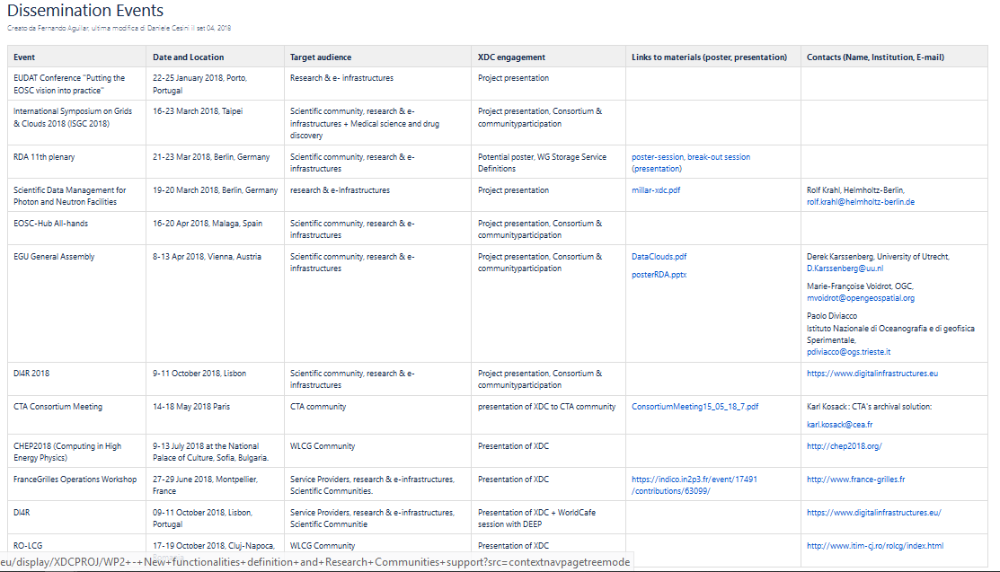 Dissemination Events
Creato da Fernando Aguilar, ultima modifica di Daniele Cesini il set 04, 2018
Event Date and Location Target audience XDC engagement Links to materials (poster, presentation) Contacts (Name, Institution, E-mail)
EUDAT Conference "Putting the
EOSC vision into practice"
22-25 January 2018, Porto,
Portugal
Research & e- infrastructures
Project presentation
International Symposium on Grids
& Clouds 2018 (ISGC 2018)
16-23 March 2018, Taipei
Scientific community, research & e-
infrastructures + Medical science and drug
discovery
Project presentation, Consortium &
communityparticipation
RDA 11th plenary
21-23 Mar 2018, Berlin, Germany
Scientific community, research & e-
infrastructures
Potential poster, WG Storage Service
Definitions
poster-session, break-out session
(presentation)
Scientific Data Management for
Photon and Neutron Facilities
19-20 March 2018, Berlin, Germany
research & e-Infrastructures
Project presentation
millar-xdc.pdf
Rolf Krahl, Helmholtz-Berlin,
rolf.krahl@helmholtz-berlin.de
EOSC-Hub All-hands
16-20 Apr 2018, Malaga, Spain
Scientific community, research & e-
infrastructures
Project presentation, Consortium &
communityparticipation
EGU General Assembly
8-13 Apr 2018, Vienna, Austria
Scientific community, research & e-
infrastructures
Project presentation, Consortium &
communityparticipation
DataClouds.pdf
posterRDA.pptx
Derek Karssenberg, University of Utrecht,
D.Karssenberg@uu.nl
Marie-Françoise Voidrot, OGC,
mvoidrot@opengeospatial.org
Paolo Diviacco
Istituto Nazionale di Oceanografia e di geofisica
Sperimentale,
pdiviacco@ogs.trieste.it
DI4R 2018
9-11 October 2018, Lisbon
Scientific community, research & e-
infrastructures
Project presentation, Consortium &
communityparticipation
https://www.digitalinfrastructures.eu
CTA Consortium Meeting
14-18 May 2018 Paris
CTA community
presentation of XDC to CTA community
ConsortiumMeeting15_05_18_7.pdf
Karl Kosack : CTA's archival solution:
karl.kosack@cea.fr
CHEP2018 (Computing in High
Energy Physics)
9-13 July 2018 at the National
Palace of Culture, Sofia, Bulgaria.
WLCG Community
Presentation of XDC
http://chep2018.org/
FranceGrilles Operations Workshop
27-29 June 2018, Montpellier,
France
Service Providers, research & e-infrastructures,
Scientific Communities.
Presentation of XDC
https://indico.in2p3.fr/event/17491
/contributions/63099/
http://www.france-grilles.fr
DI4R
09-11 October 2018, Lisbon,
Portugal
Service Providers, research & e-infrastructures,
Scientific Communitie
Presentation of XDC + WorldCafe
session with DEEP
https://www.digitalinfrastructures.eu/
RO-LCG
17-19 October 2018, Cluj-Napoca,
WLCG Community
Presentation of XDC
http://www.itim-cj.ro/rolcg/index.html
eu/display/XDCPROJ/WP2+-+New+functionalities+definition+and+Research+Communities+support?src=contextnavpagetreemode